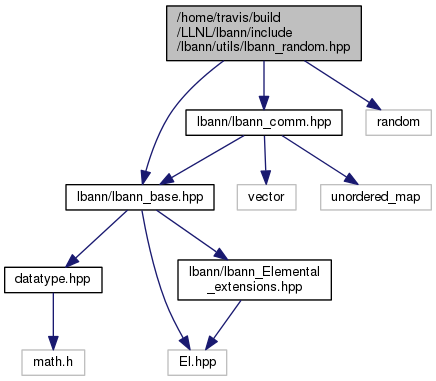 /home/travis/build
/LLNL/lbann/include
/lbann/utils/lbann_random.hpp
lbann/lbann_comm.hpp
random
lbann/lbann_base.hpp
vector
unordered_map
datatype.hpp
lbann/lbann_Elemental
_extensions.hpp
math.h
El.hpp